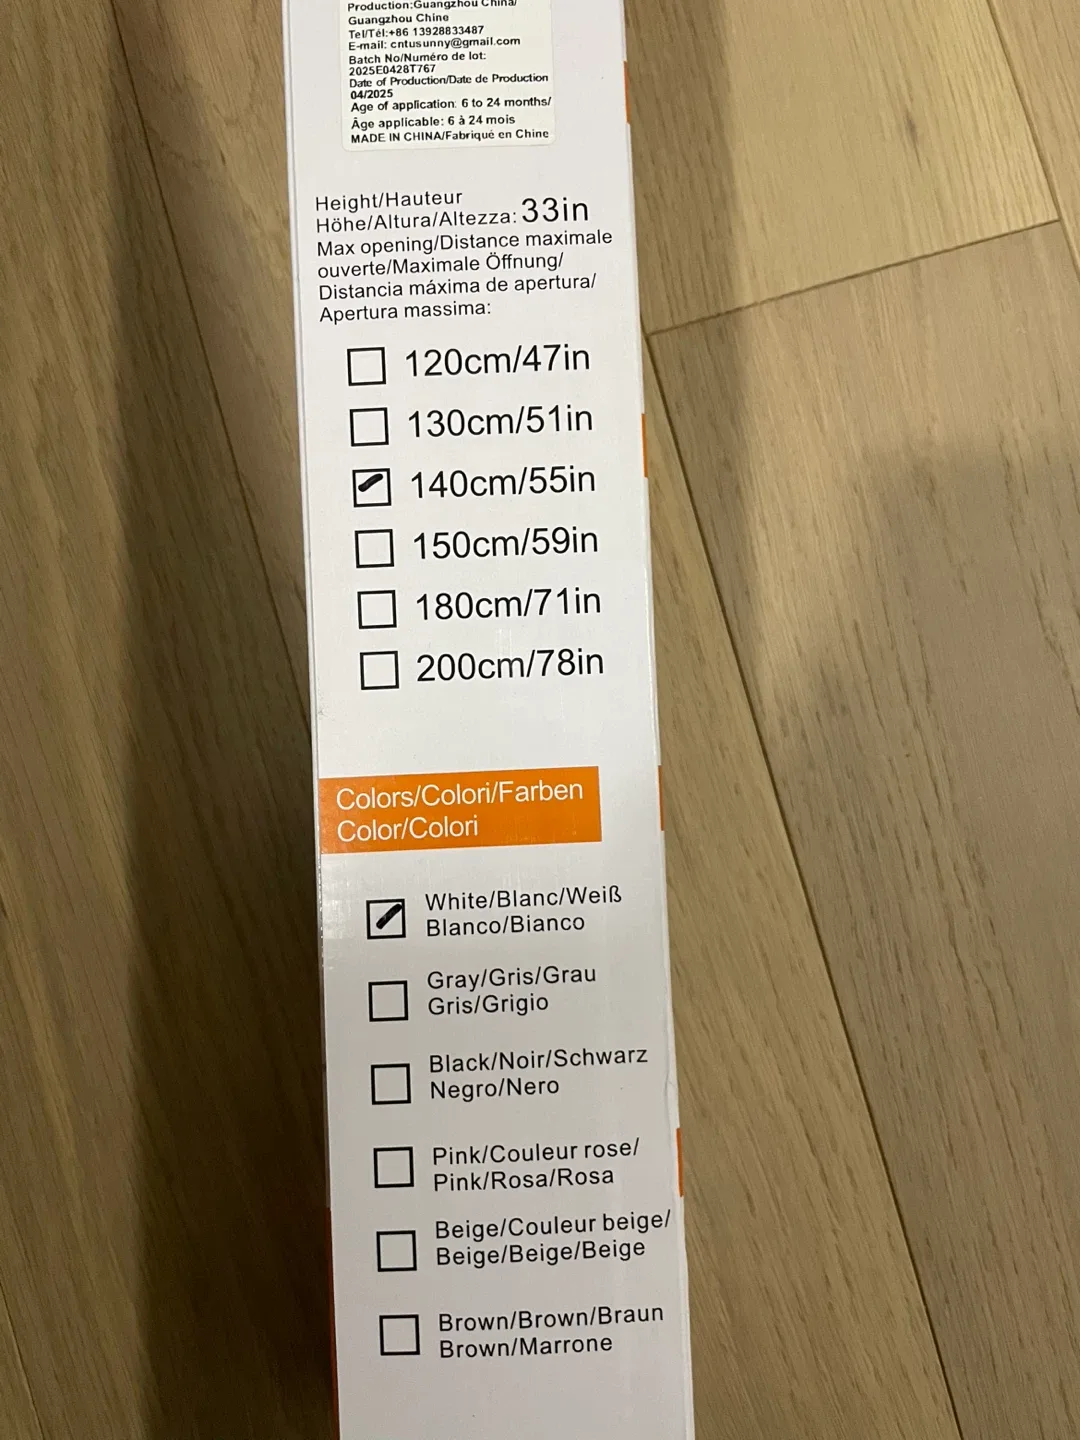 Production:Guangzhou China/
Guangzhou Chine
Tel/Tél:+86 13928833487
E-mail: cntusunny@gmail.com
Batch No/Numéro de lot:
2025E0428T767
Date of Production/Date de Production
04/2025
Age of application: 6 to 24 months/
Âge applicable: 6 à 24 mois
MADE IN CHINA/Fabriqué en Chine
Height/Hauteur
Höhe/Altura/Altezza: 33in
Max opening/Distance maximale
ouverte/Maximale Öffnung/
Distancia máxima de apertura/
Apertura massima:
120cm/47in
130cm/51in
140cm/55in
150cm/59in
180cm/71in
200cm/78in
Colors/Colori/Farben
Color/Colori
White/Blanc/Weiß
Blanco/Bianco
Gray/Gris/Grau
Gris/Grigio
Black/Noir/Schwarz
Negro/Nero
Pink/Couleur rose/
Pink/Rosa/Rosa
Beige/Couleur beige/
Beige/Beige/Beige
Brown/Brown/Braun
Brown/Marrone